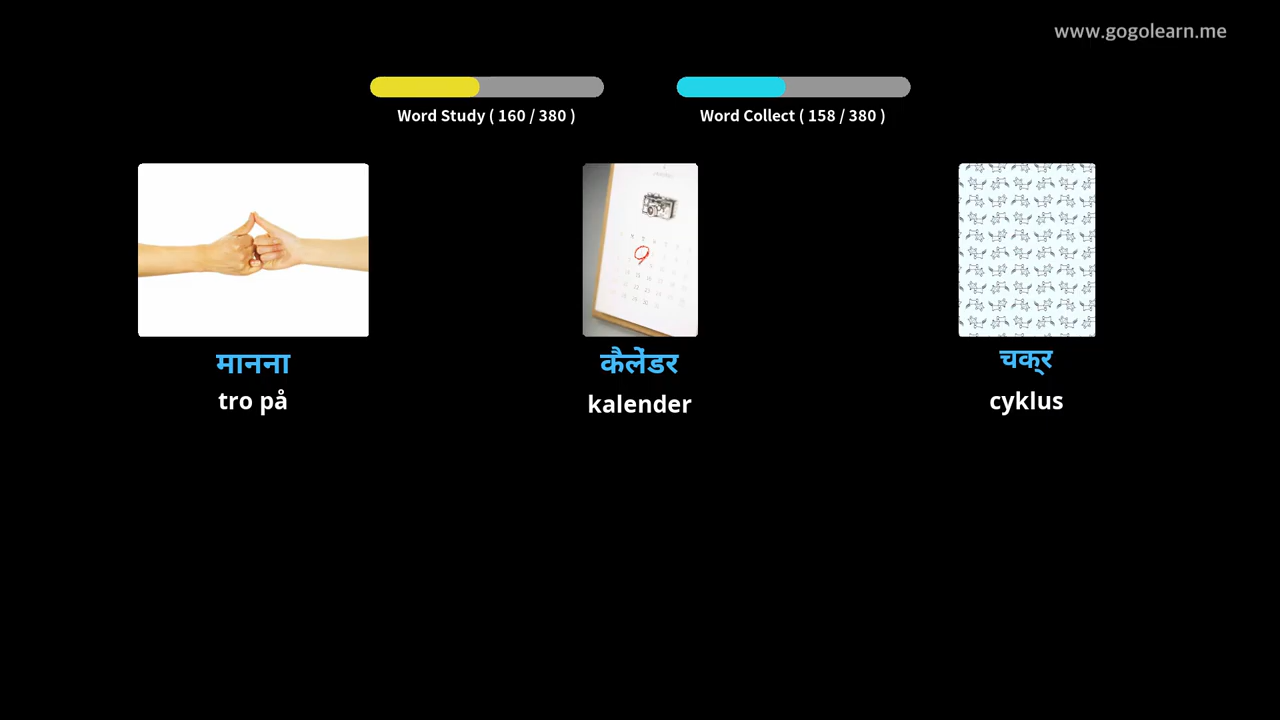 www.gogolearn.me
Word Study ( 160 / 380 )
Word Collect ( 158 / 380 )
मानना
कैलेंडर
चक्र
tro på
kalender
cyklus